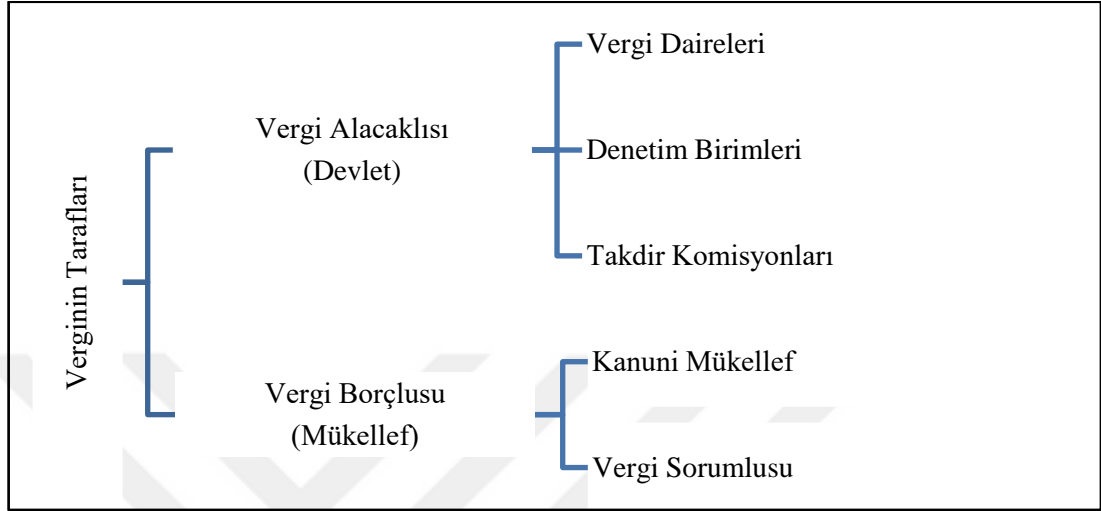 Verginin Tarafları
Vergi Alacaklısı
(Devlet)
Vergi Daireleri
Denetim Birimleri
Takdir Komisyonları
Vergi Borçlusu
(Mükellef)
Kanuni Mükellef
Vergi Sorumlusu